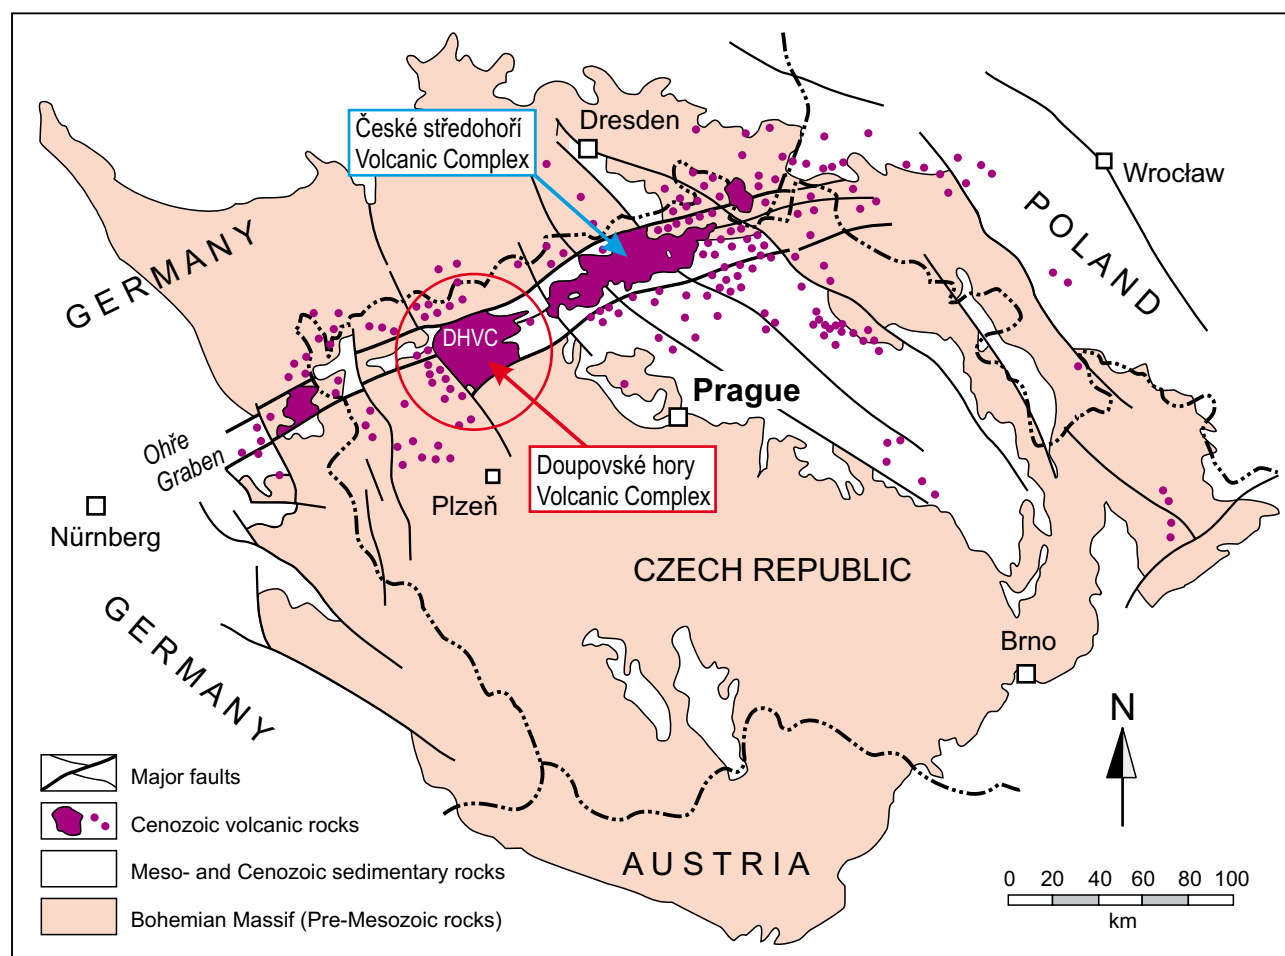 České středohoří
Volcanic Complex
Dresden
Wrocław
POLAND
GERMANY
DHVC
Prague
Ohře
Graben
Doupovské hory
Volcanic Complex
Plzeň
Nürnberg
CZECH REPUBLIC
GERMANY
Brno
N
Major faults
Cenozoic volcanic rocks
Meso- and Cenozoic sedimentary rocks
Bohemian Massif (Pre-Mesozoic rocks)
AUSTRIA
0 20 40 60 80 100
km